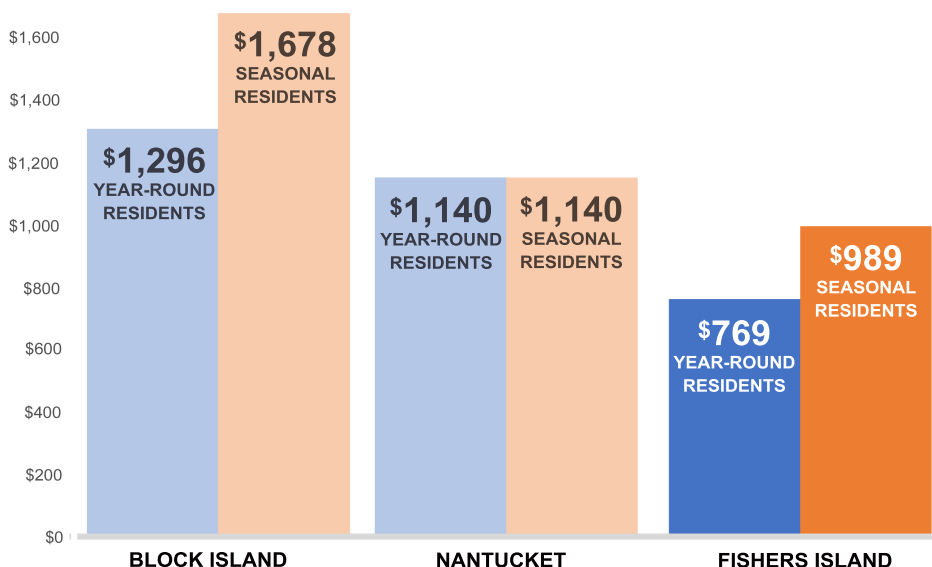 $1,600
$1,400
$1,200
$1,000
$800
$600
$400
$200
$0
$1,296
YEAR-ROUND
RESIDENTS
$1,678
SEASONAL
RESIDENTS
$1,140
YEAR-ROUND
RESIDENTS
$1,140
SEASONAL
RESIDENTS
$769
YEAR-ROUND
RESIDENTS
$989
SEASONAL
RESIDENTS
BLOCK ISLAND
NANTUCKET
FISHERS ISLAND